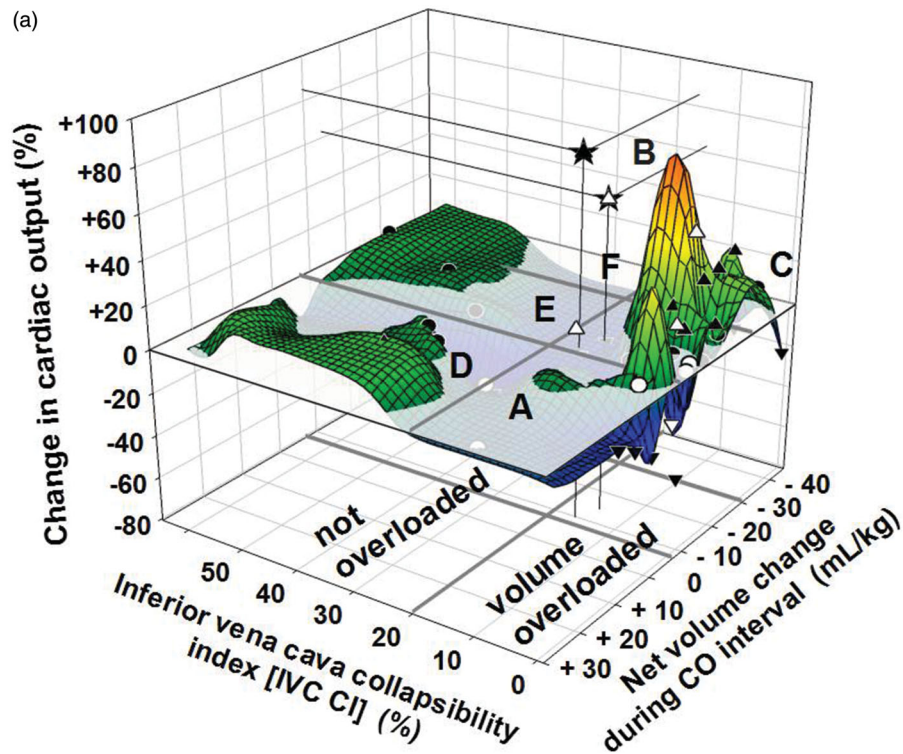 (a)
Change in cardiac output (%)
+100
+80
+60
+40
+20
0
-20
-40
-60
-80
B
C
F
E
D
A
not
overloaded
volume
overloaded
50
40
30
20
10
0
Inferior vena cava collapsibility
index [IVC CI] (%)
- 40
- 30
- 20
- 10
0
+ 10
+ 20
+ 30
Net volume change
during CO interval (mL/kg)